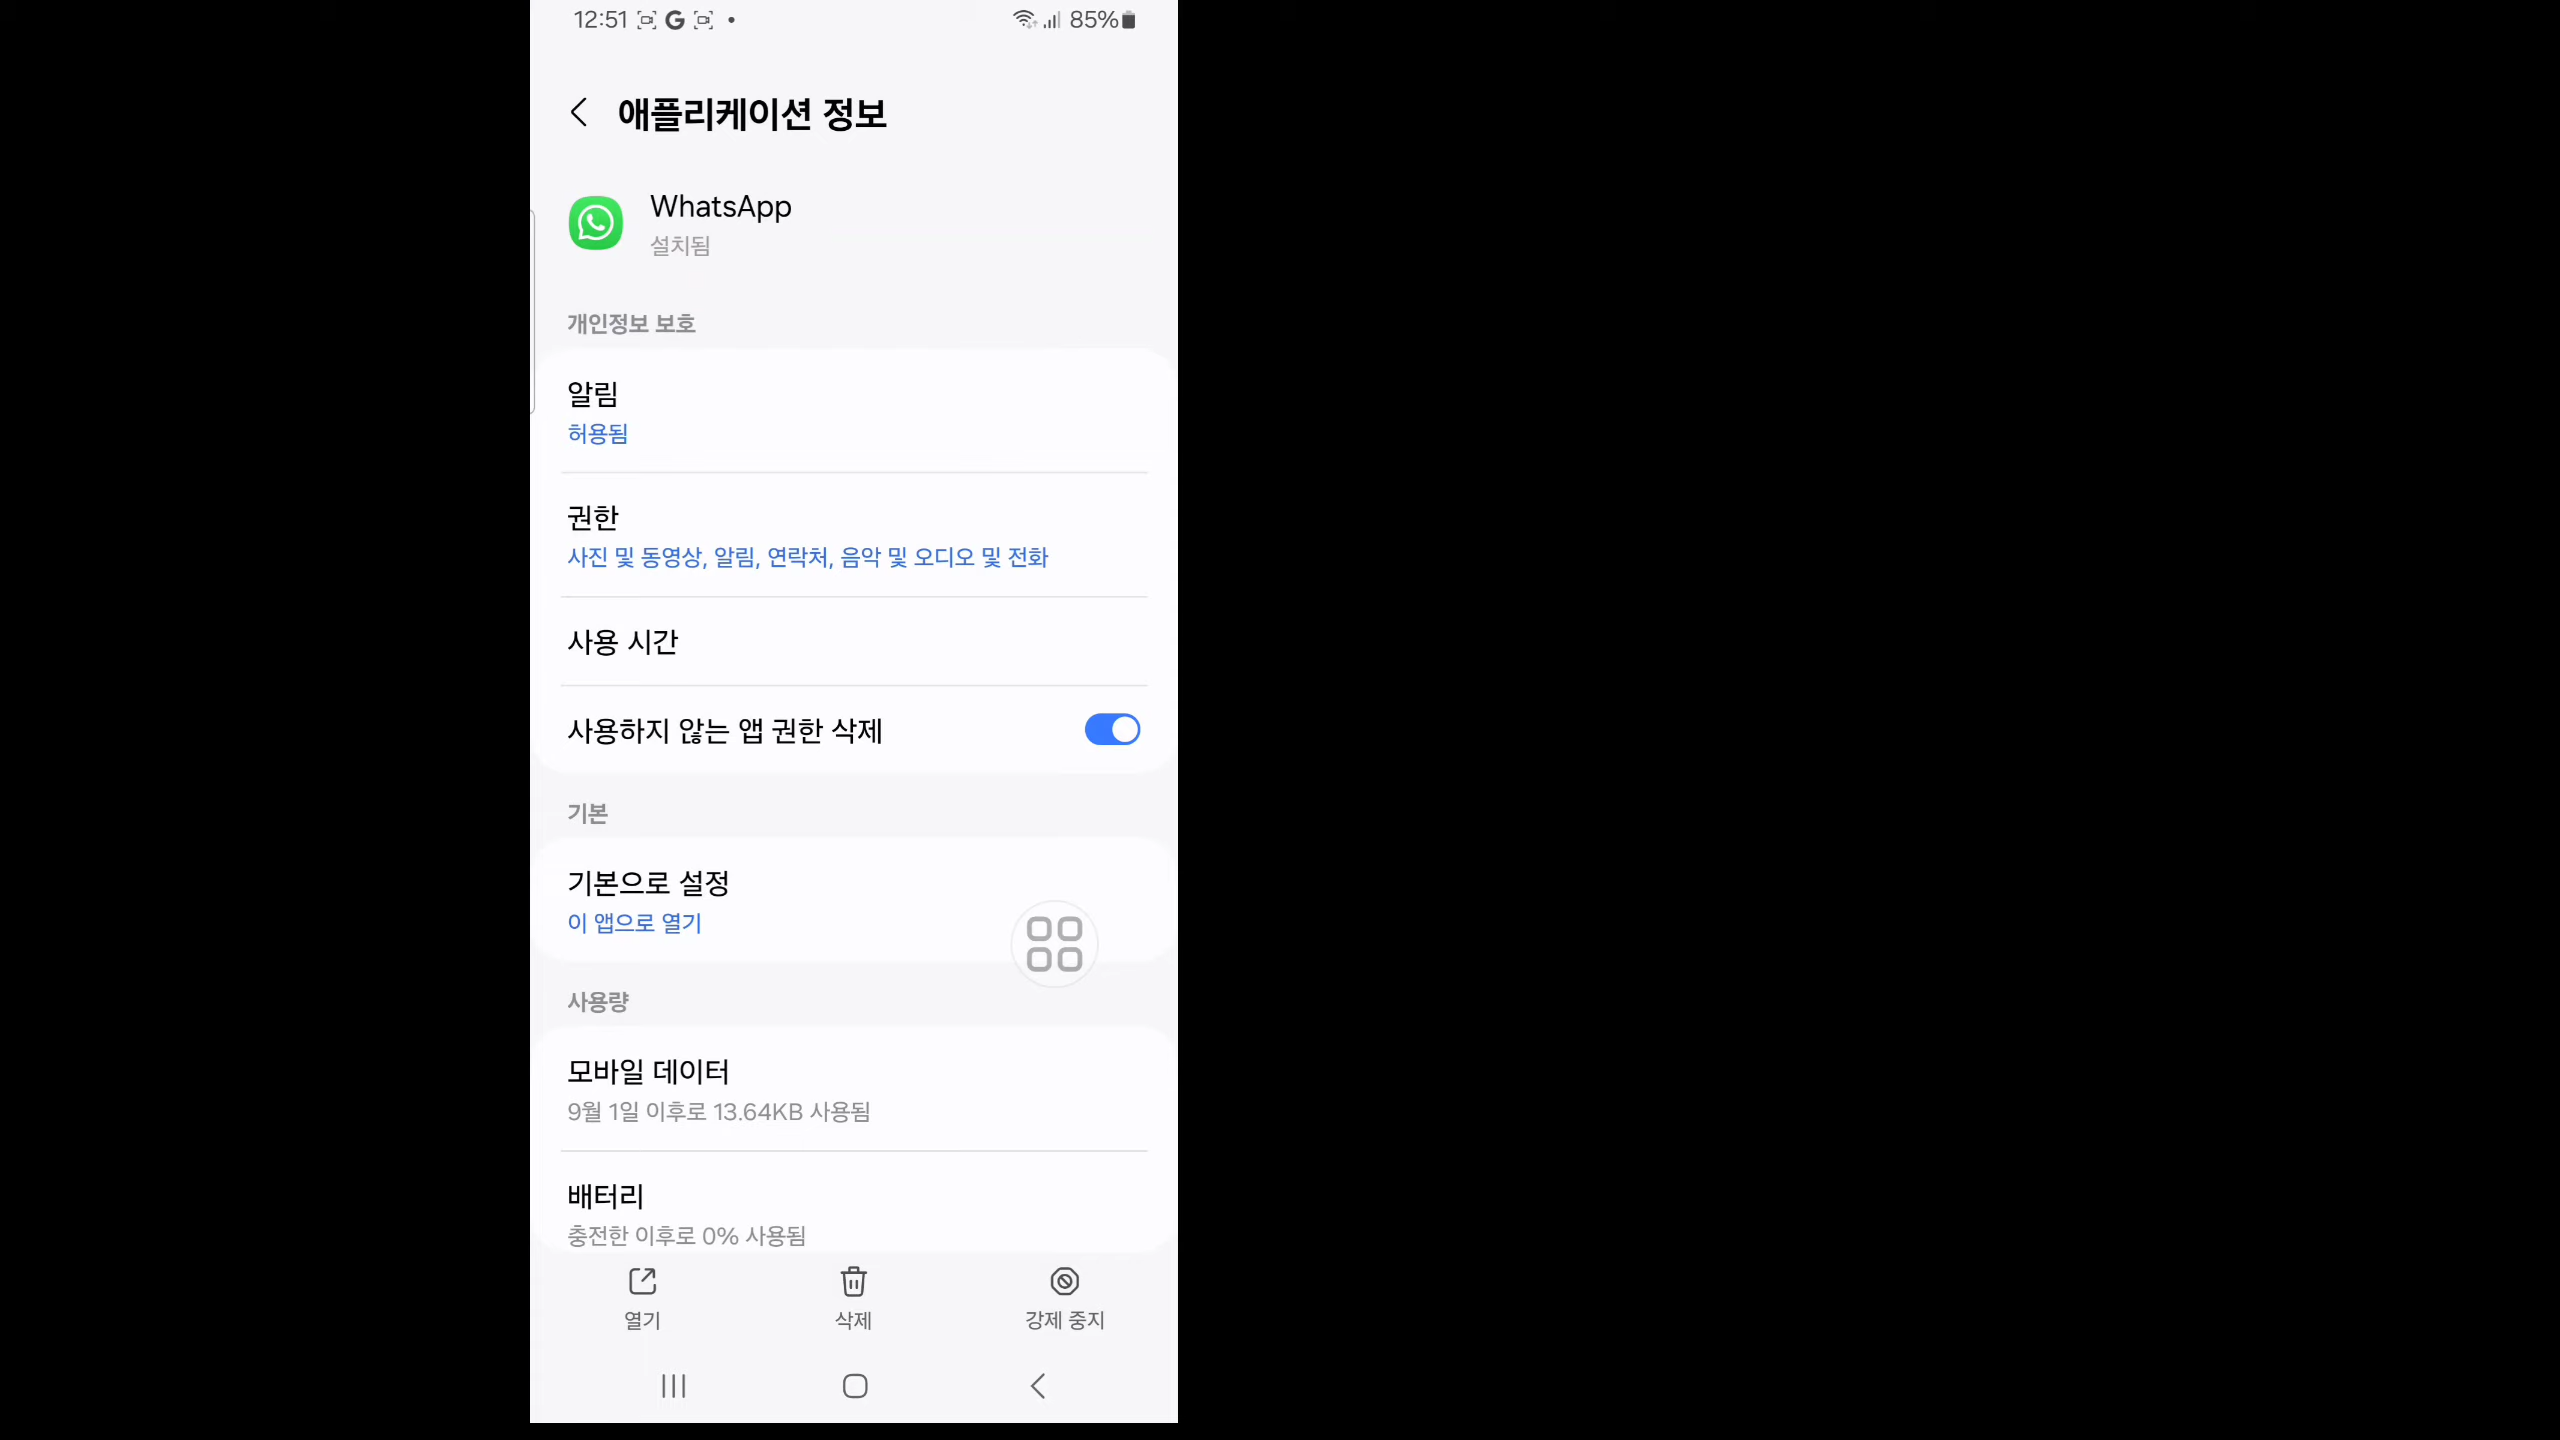 12:51 G 85%
애플리케이션 정보
WhatsApp
설치됨
개인정보 보호
알림
허용됨
권한
사진 및 동영상, 알림, 연락처, 음악 및 오디오 및 전화
사용 시간
사용하지 않는 앱 권한 삭제
기본
기본으로 설정
이 앱으로 열기
사용량
모바일 데이터
9월 1일 이후로 13.64KB 사용됨
배터리
충전한 이후로 0% 사용됨
열기 삭제 강제 중지